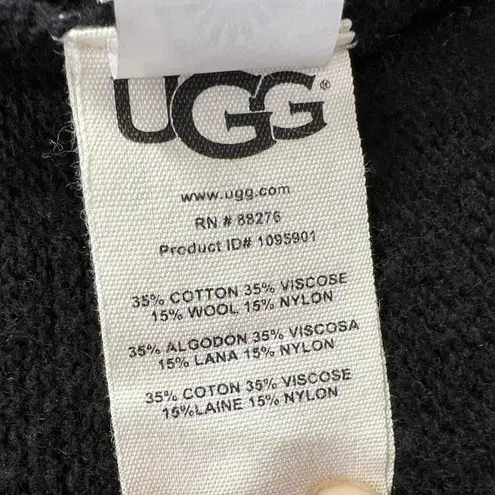 UGG®
www.ugg.com
RN # 88276
Product ID# 1095901
35% COTTON 35% VISCOSE
15% WOOL 15% NYLON
35% ALGODON 35% VISCOSA
15% LANA 15% NYLON
35% COTON 35% VISCOSE
15%LAINE 15% NYLON